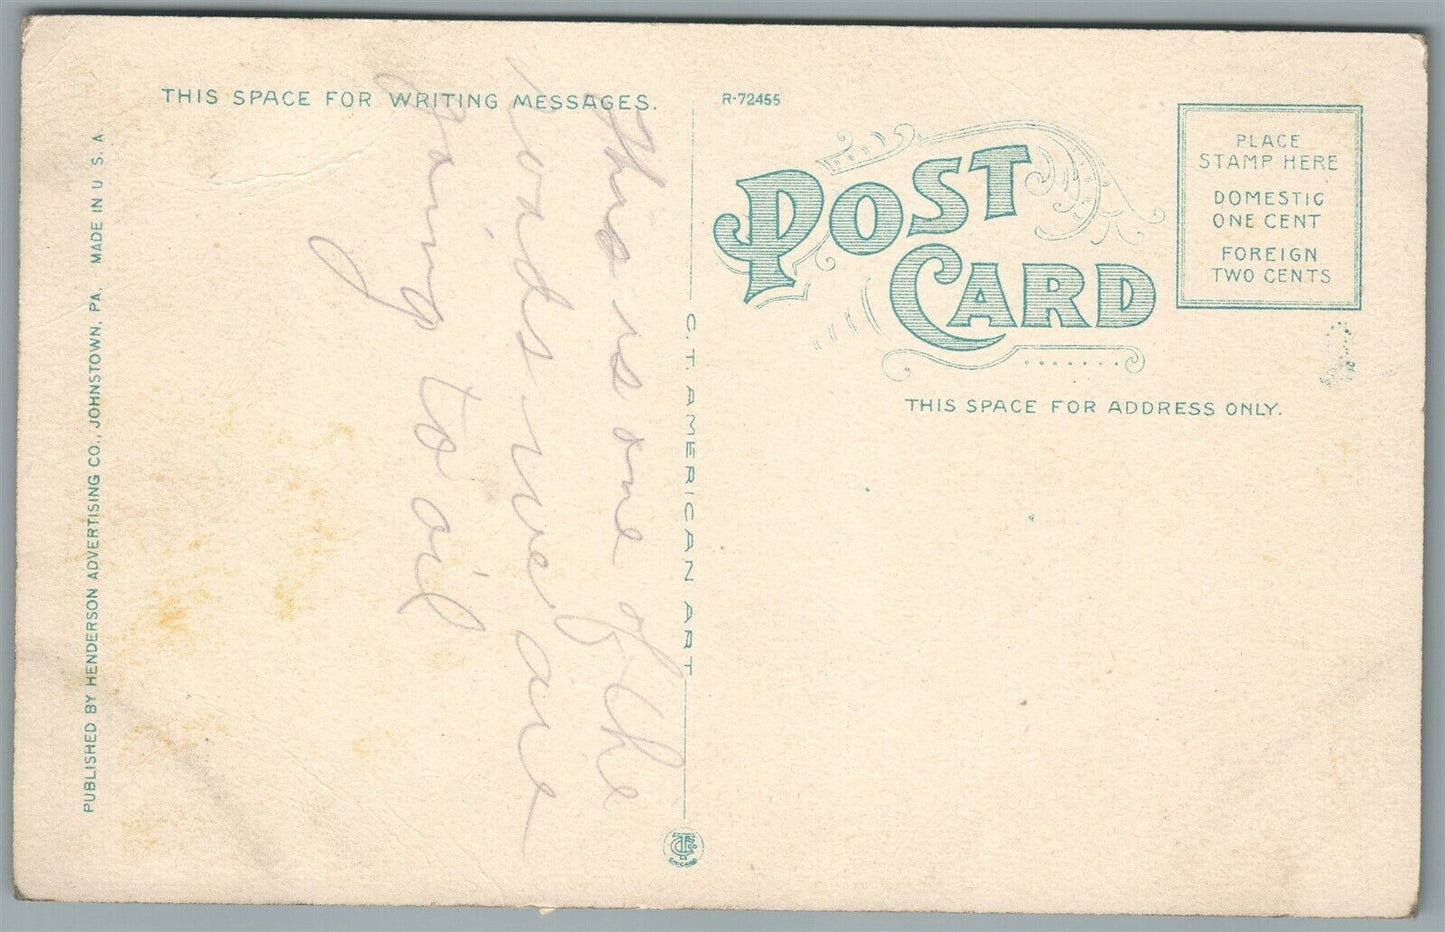 THIS SPACE FOR WRITING MESSAGES.
This is one of the
roads we are
going to oil
PUBLISHED BY HENDERSON ADVERTISING CO., JOHNSTOWN, PA. MADE IN U. S. A
C. T. AMERICAN ART
CHICAGO
R-72455
POST
CARD
THIS SPACE FOR ADDRESS ONLY.
PLACE
STAMP HERE
DOMESTIC
ONE CENT
FOREIGN
TWO CENTS